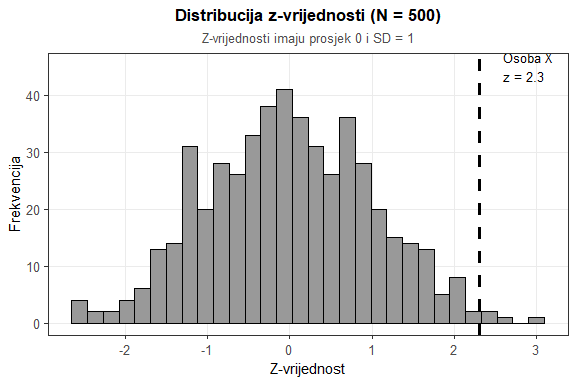 Distribucija z-vrijednosti (N = 500)
Z-vrijednosti imaju prosjek 0 i SD = 1
Osoba X
z = 2.3
Frekvencija
40
30
20
10
0
-2
-1
0
1
2
3
Z-vrijednost